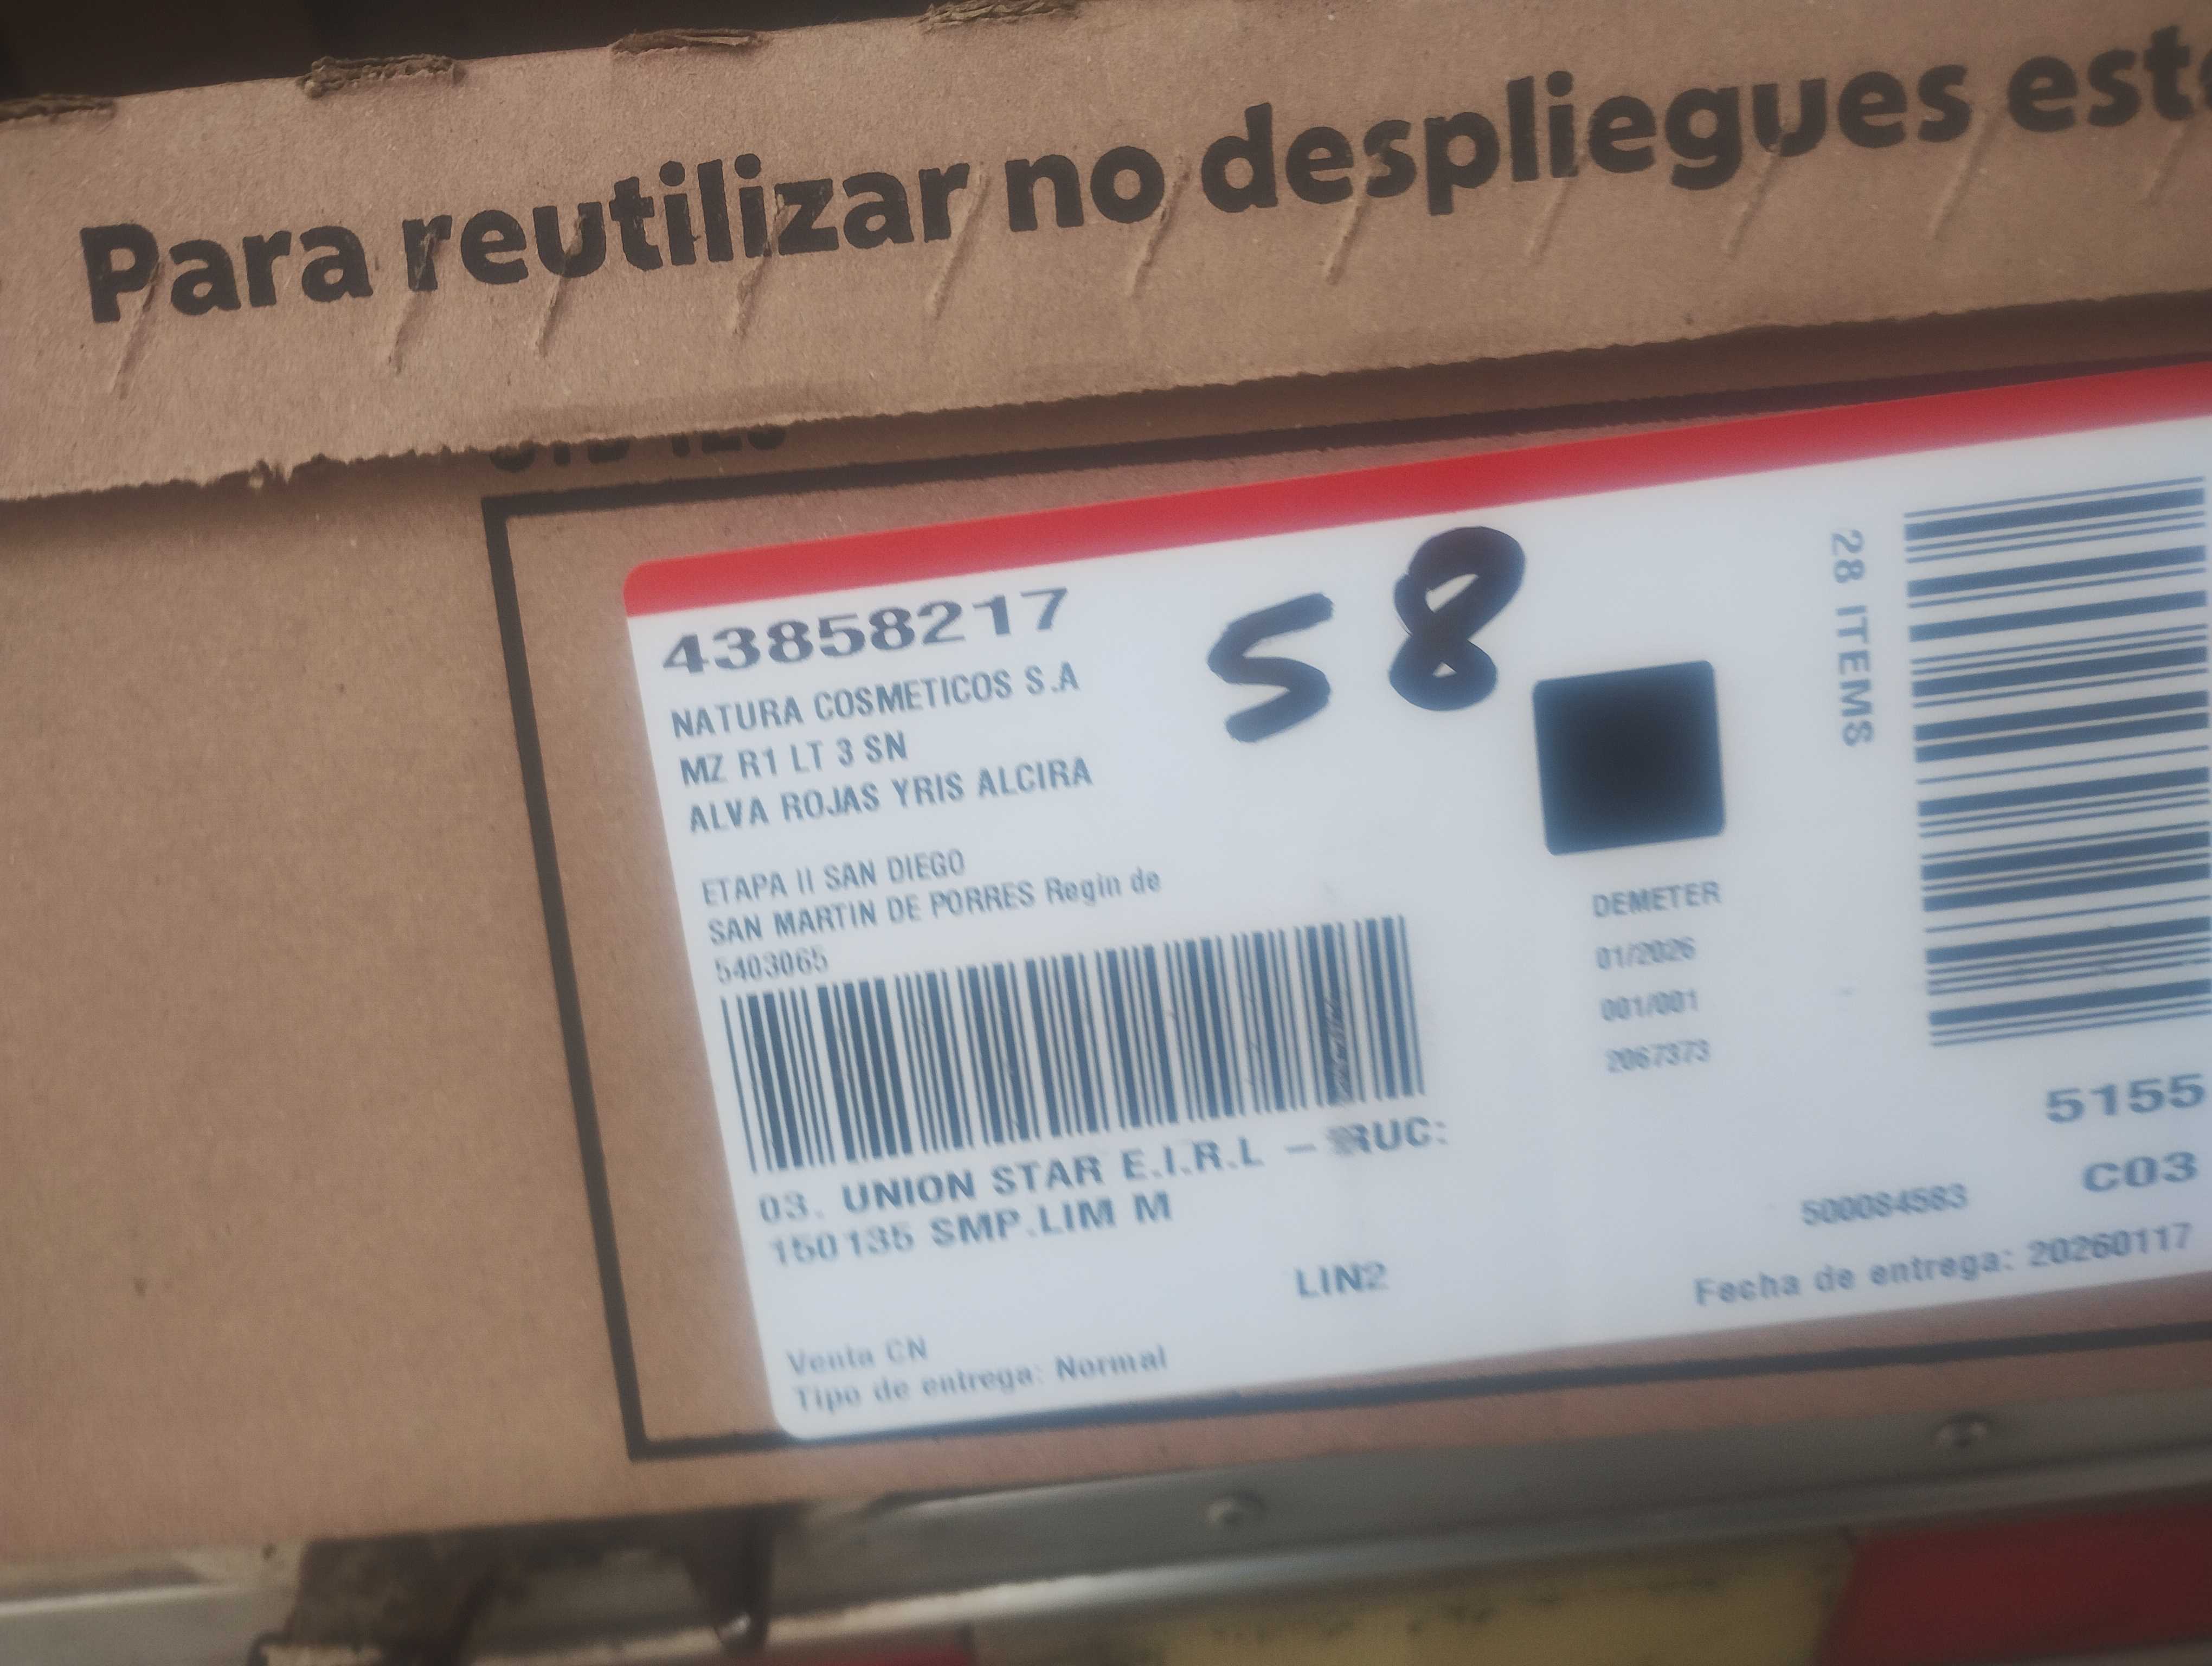 Para reutilizar no despliegues
43858217
58
NATURA COSMETICOS S.A
MZ R1 LT 3 SN
ALVA ROJAS YRIS ALCIRA
ETAPA II SAN DIEGO
SAN MARTIN DE PORRES Regin de
5403065
03. UNION STAR E.I.R.L - RUC:
150135 SMP.LIM M
LIN2
Venta CN
Tipo de entrega: Normal
DEMETER
01/2026
001/001
2067373
28 ITEMS
5155
C03
500084583
Fecha de entrega: 20260117